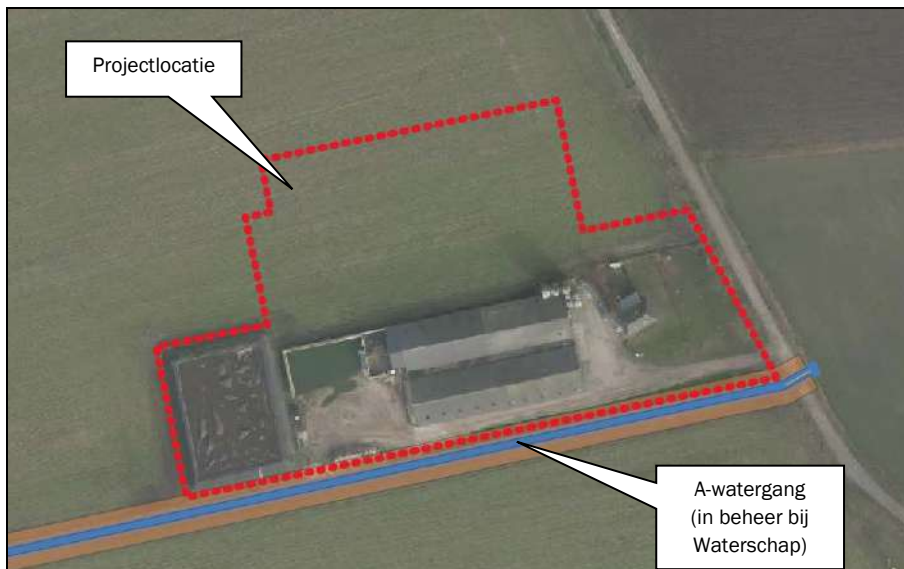 Projectlocatie
A-watergang
(in beheer bij
Waterschap)